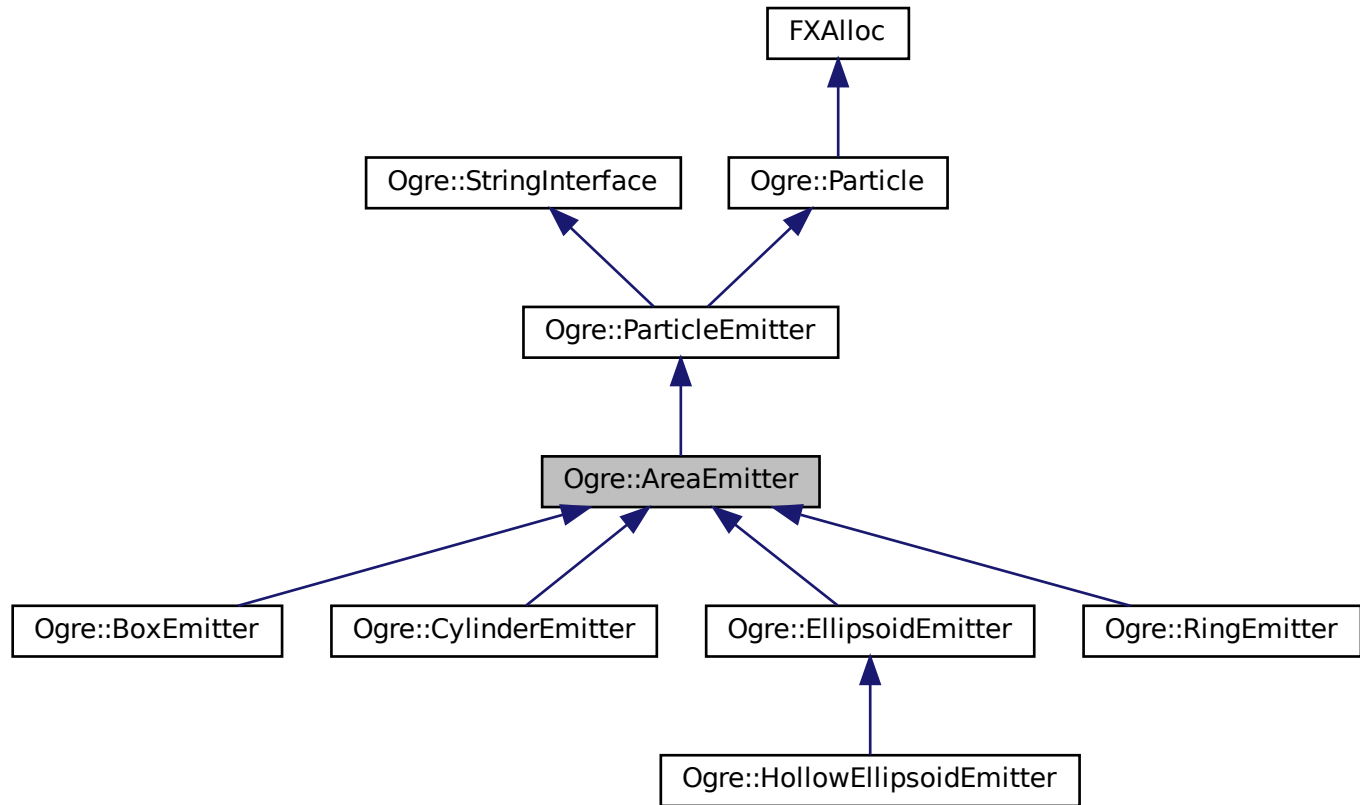 FXAlloc
Ogre::StringInterface
Ogre::Particle
Ogre::ParticleEmitter
Ogre::AreaEmitter
Ogre::BoxEmitter
Ogre::CylinderEmitter
Ogre::EllipsoidEmitter
Ogre::RingEmitter
Ogre::HollowEllipsoidEmitter